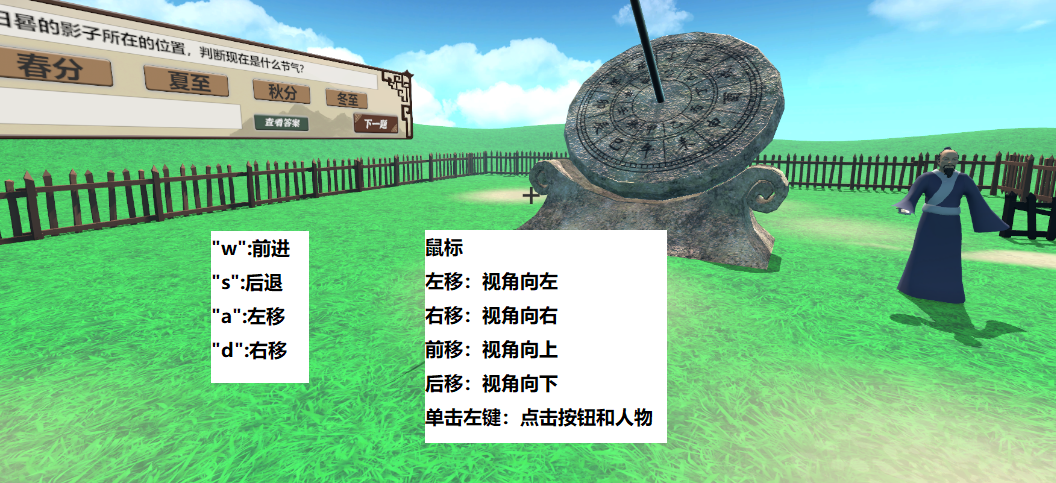 日晷的影子所在的位置，判断现在是什么节气?
春分
夏至
秋分
冬至
查看答案
下一题
"w":前进
"s":后退
"a":左移
"d":右移
鼠标
左移：视角向左
右移：视角向右
前移：视角向上
后移：视角向下
单击左键：点击按钮和人物